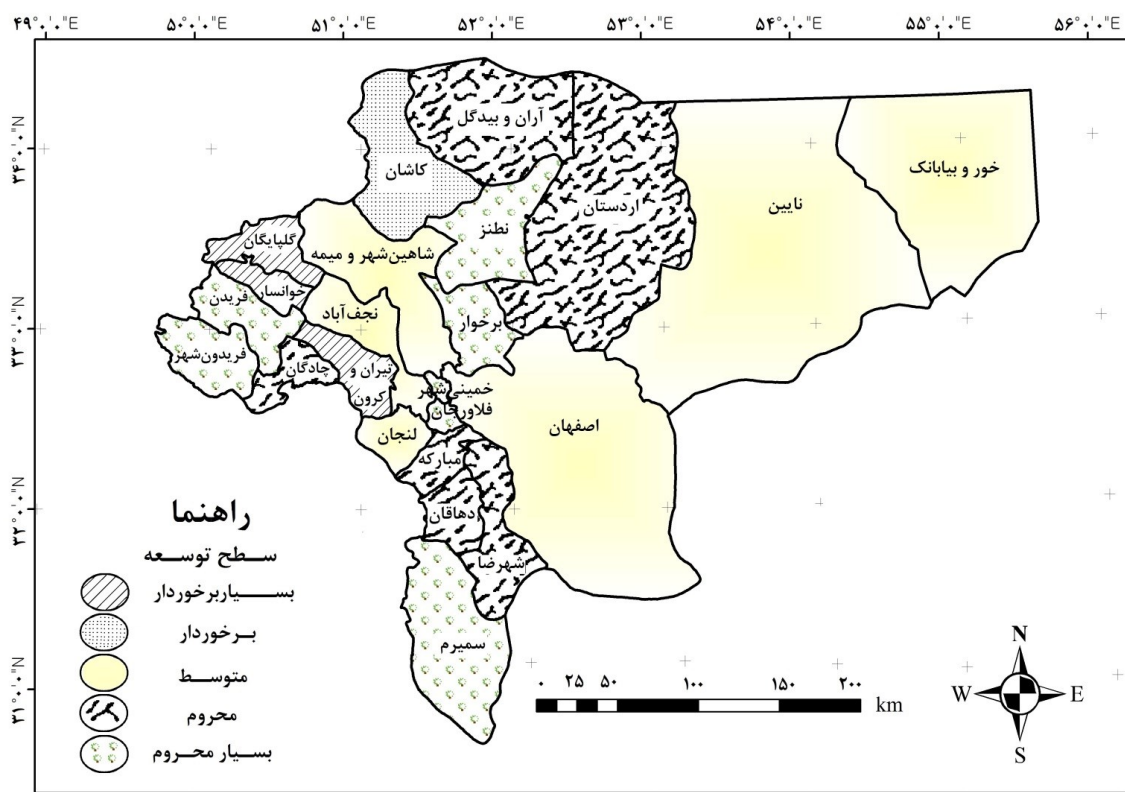 ۴۹°۰'۰"E ۵۰°۰'۰"E ۵۱°۰'۰"E ۵۲°۰'۰"E ۵۳°۰'۰"E ۵۴°۰'۰"E ۵۵°۰'۰"E ۵۶°۰'۰"E
۳۴°۰'۰"N
۳۳°۰'۰"N
۳۲°۰'۰"N
۳۱°۰'۰"N
آران و بیدگل
کاشان
خور و بیابانک
اردستان
نایین
نطنز
گلپایگان
شاهین‌شهر و میمه
خوانسار
فریدن
نجف‌آباد
برخوار
فریدون‌شهر
چادگان
تیران و
کرون
خمینی‌شهر
فلاورجان
اصفهان
لنجان
مبارکه
دهاقان
شهرضا
سمیرم
راهنما
سطح توسعه
بسیاربرخوردار
برخوردار
متوسط
محروم
بسیار محروم
۰ ۲۵ ۵۰ ۱۰۰ ۱۵۰ ۲۰۰
km
N
W E
S